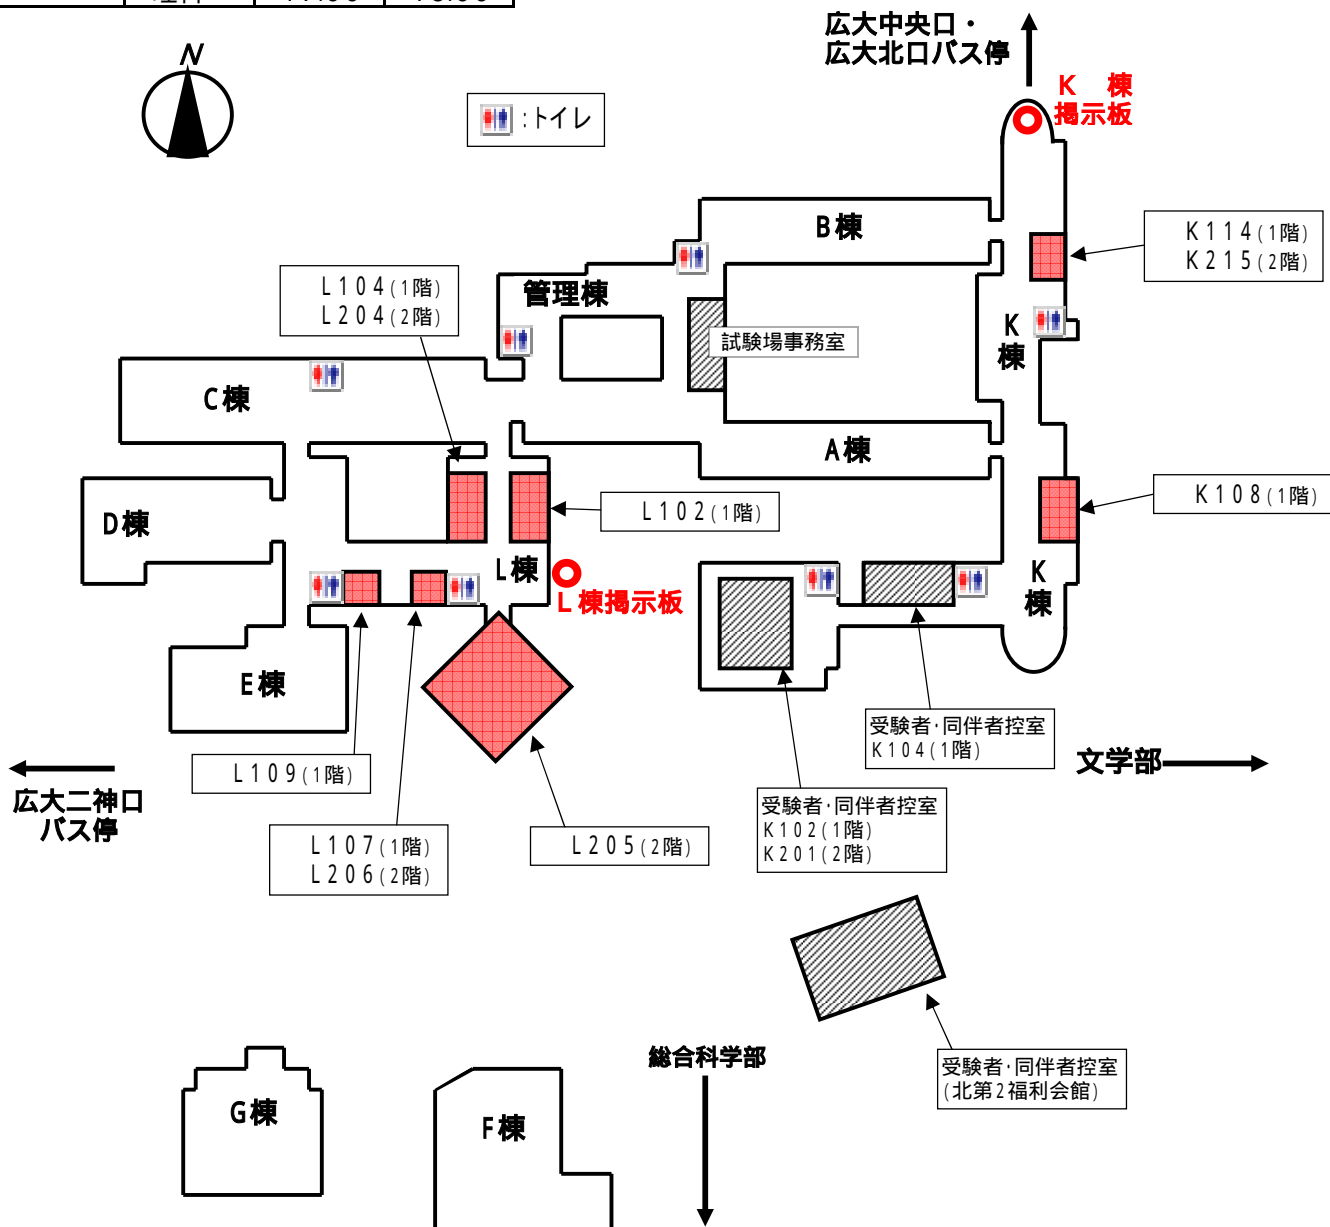 N
:トイレ
広大中央口・
広大北口バス停
K 棟
掲示板
B棟
K114(1階)
K215(2階)
L104(1階)
L204(2階)
管理棟
試験場事務室
K
棟
C棟
A棟
K108(1階)
L102(1階)
D棟
L棟
L棟掲示板
K
棟
E棟
受験者・同伴者控室
K104(1階)
文学部
L109(1階)
広大二神口
バス停
受験者・同伴者控室
K102(1階)
K201(2階)
L107(1階)
L206(2階)
L205(2階)
受験者・同伴者控室
(北第2福利会館)
総合科学部
G棟
F棟